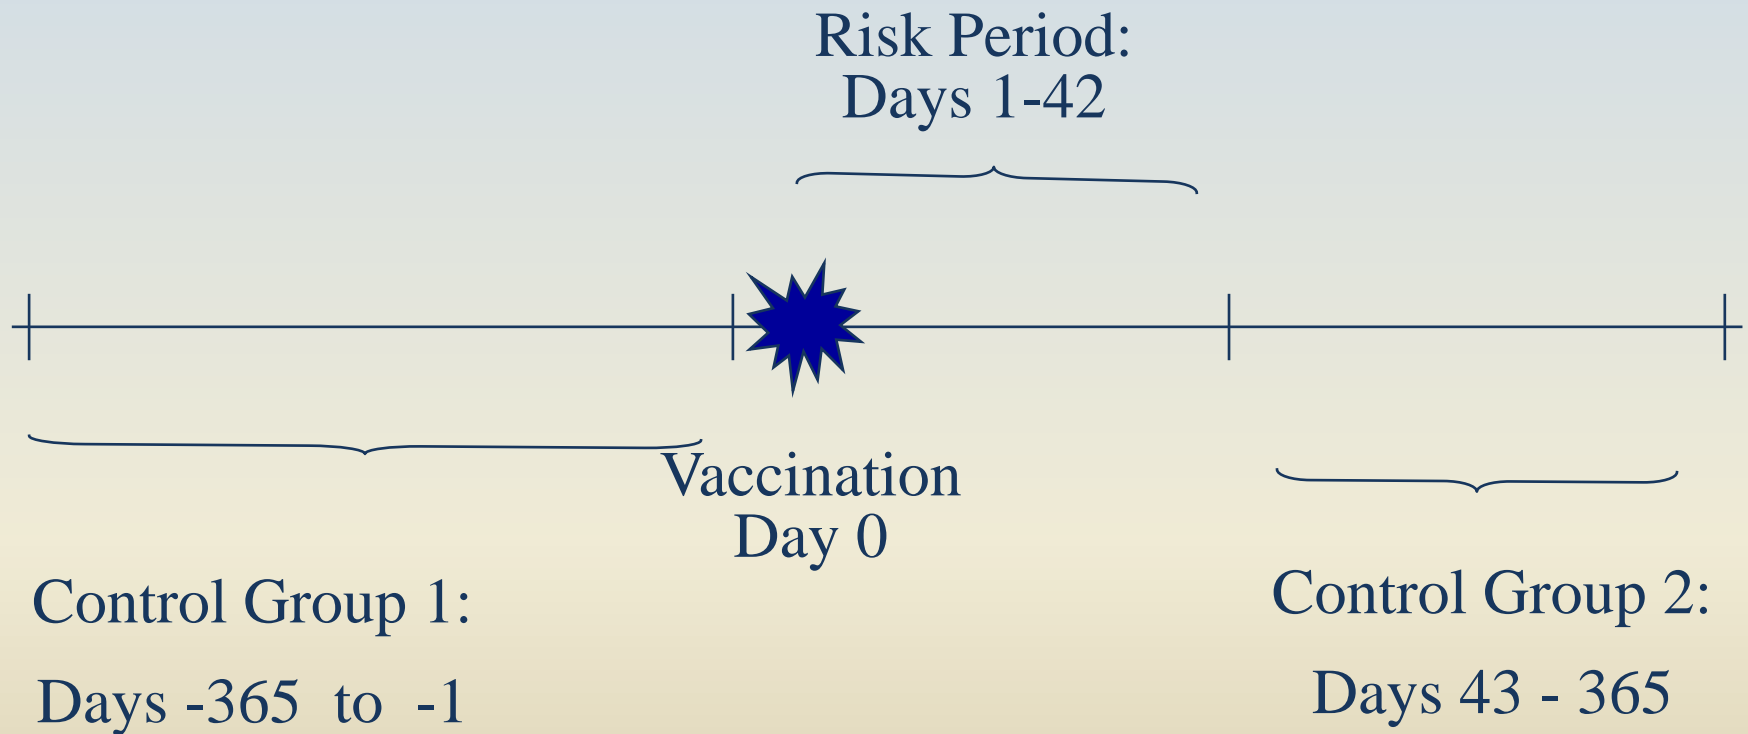 Risk Period:
Days 1-42
Vaccination
Day 0
Control Group 1:
Days -365 to -1
Control Group 2:
Days 43 - 365